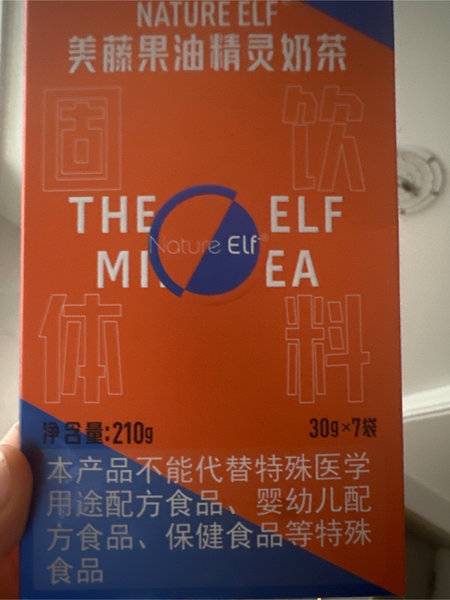 NATURE ELF
美藤果油精灵奶茶
固 饮
THE ELF
Nature Elf
MI EA
体 料
净含量:210g 30g×7袋
本产品不能代替特殊医学
用途配方食品、婴幼儿配
方食品、保健食品等特殊
食品